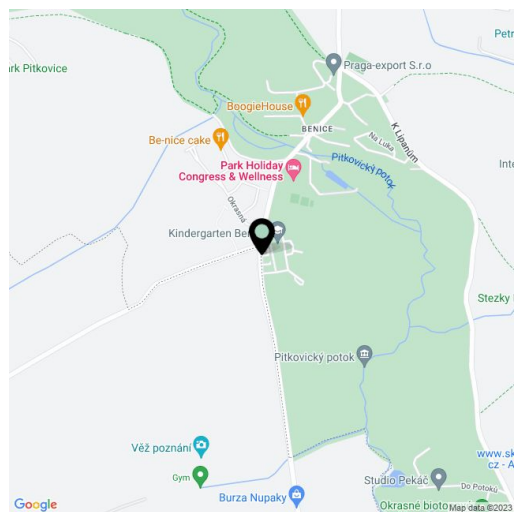 Petr
ark Pitkovice
Praga-export S.r.o
BoogieHouse
BENICE
K Lipanům
Be-nice cake
Na Luka
Pitkovický Potok
Inte
Park Holiday
Congress & Wellness
Okrasná
Kindergarten Ben
Stezky
Pitkovický potok
Věž poznání
www.sk
cz - A
Gym
Studio Pekáč
Do Potoků
Burza Nupaky
Okrasné bioto
Google
Map data ©2023